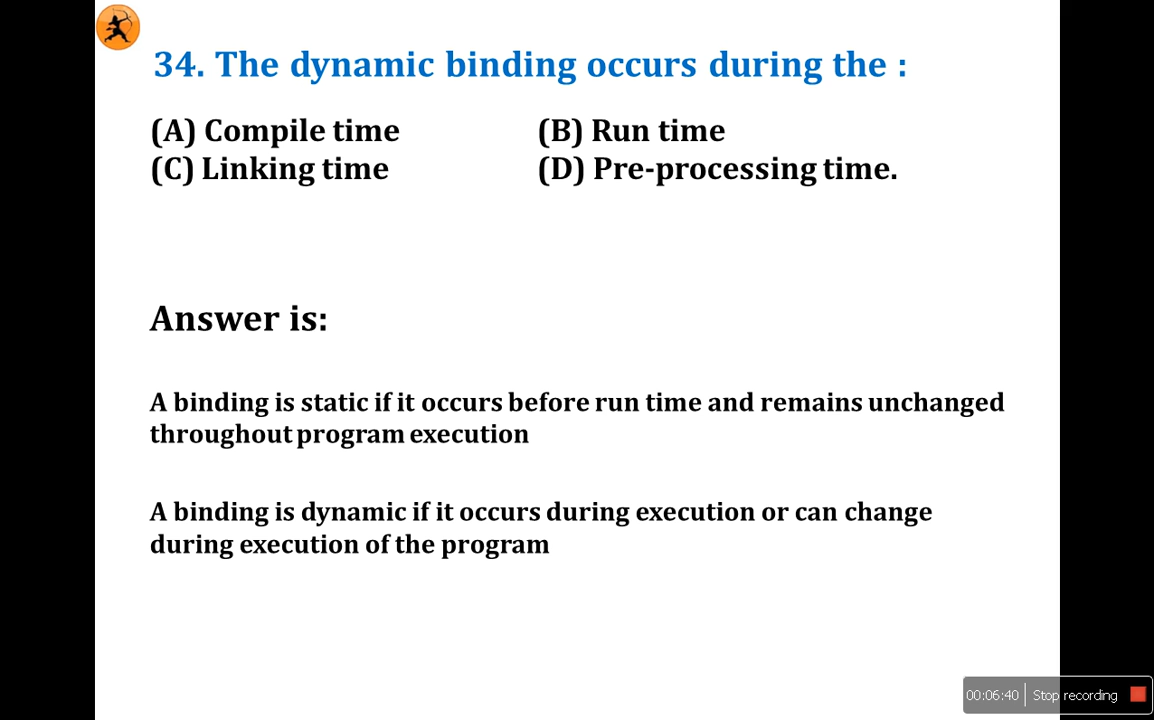 34. The dynamic binding occurs during the :
(A) Compile time (B) Run time
(C) Linking time (D) Pre-processing time.
Answer is:
A binding is static if it occurs before run time and remains unchanged
throughout program execution
A binding is dynamic if it occurs during execution or can change
during execution of the program
00:06:40 Stop recording